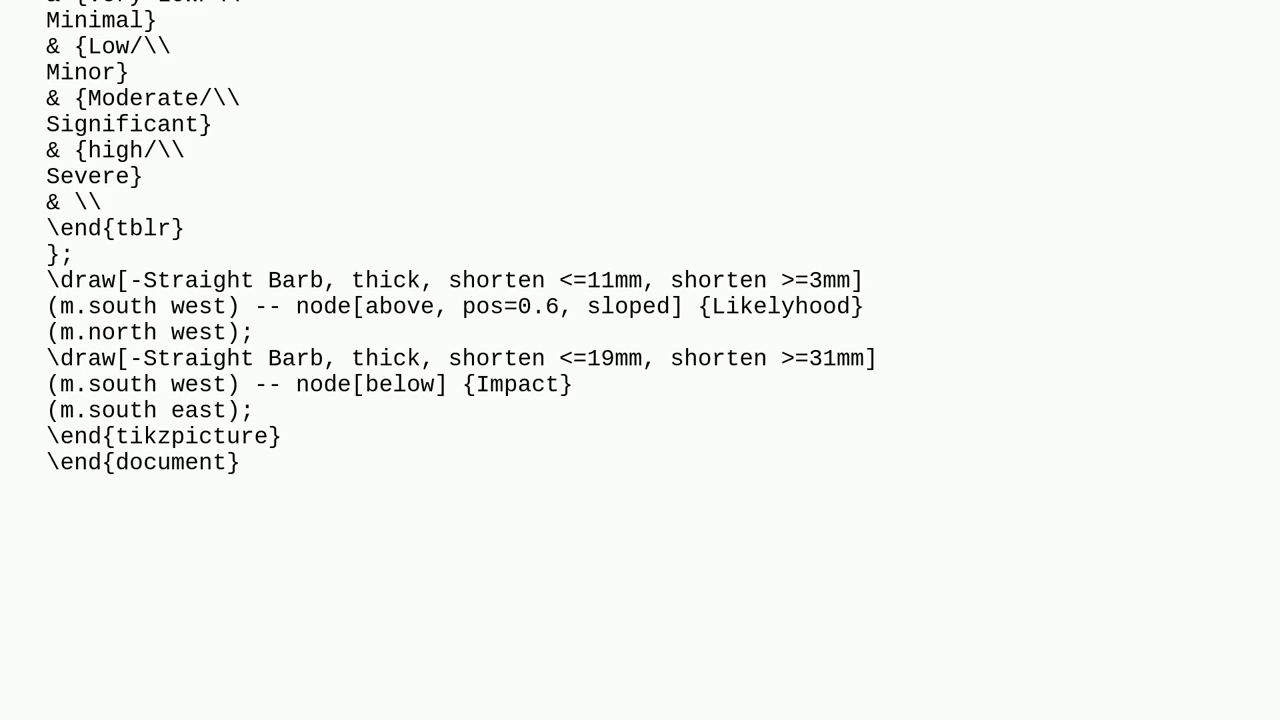 Minimal}
& {Low/\\
Minor}
& {Moderate/\\
Significant}
& {high/\\
Severe}
& \\
\end{tblr}
};
\draw[-Straight Barb, thick, shorten <=11mm, shorten >=3mm]
(m.south west) -- node[above, pos=0.6, sloped] {Likelyhood}
(m.north west);
\draw[-Straight Barb, thick, shorten <=19mm, shorten >=31mm]
(m.south west) -- node[below] {Impact}
(m.south east);
\end{tikzpicture}
\end{document}